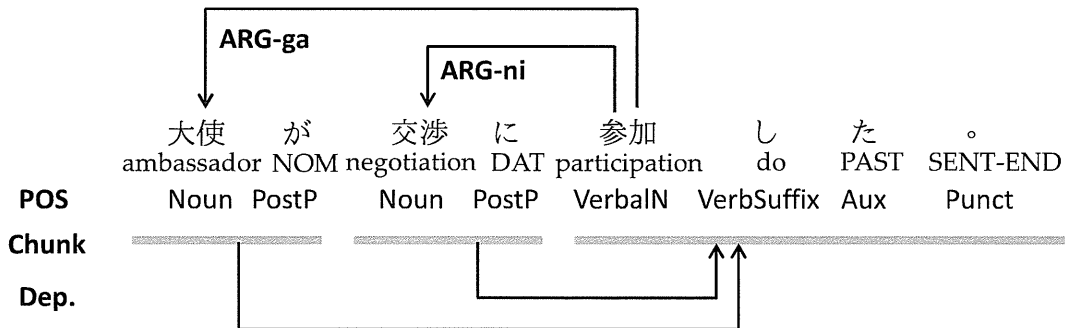 ARG-ga
ARG-ni
大使 が 交渉 に 参加 し た 。
ambassador NOM negotiation DAT participation do PAST SENT-END
POS Noun PostP Noun PostP VerbalN VerbSuffix Aux Punct
Chunk
Dep.